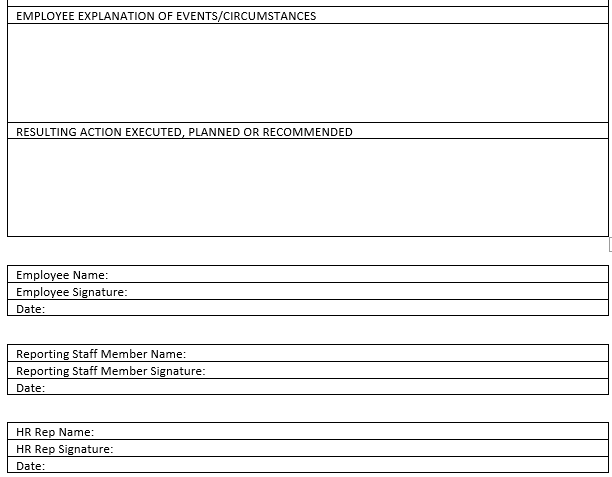 EMPLOYEE EXPLANATION OF EVENTS/CIRCUMSTANCES
RESULTING ACTION EXECUTED, PLANNED OR RECOMMENDED
Employee Name:
Employee Signature:
Date:
Reporting Staff Member Name:
Reporting Staff Member Signature:
Date:
HR Rep Name:
HR Rep Signature:
Date: